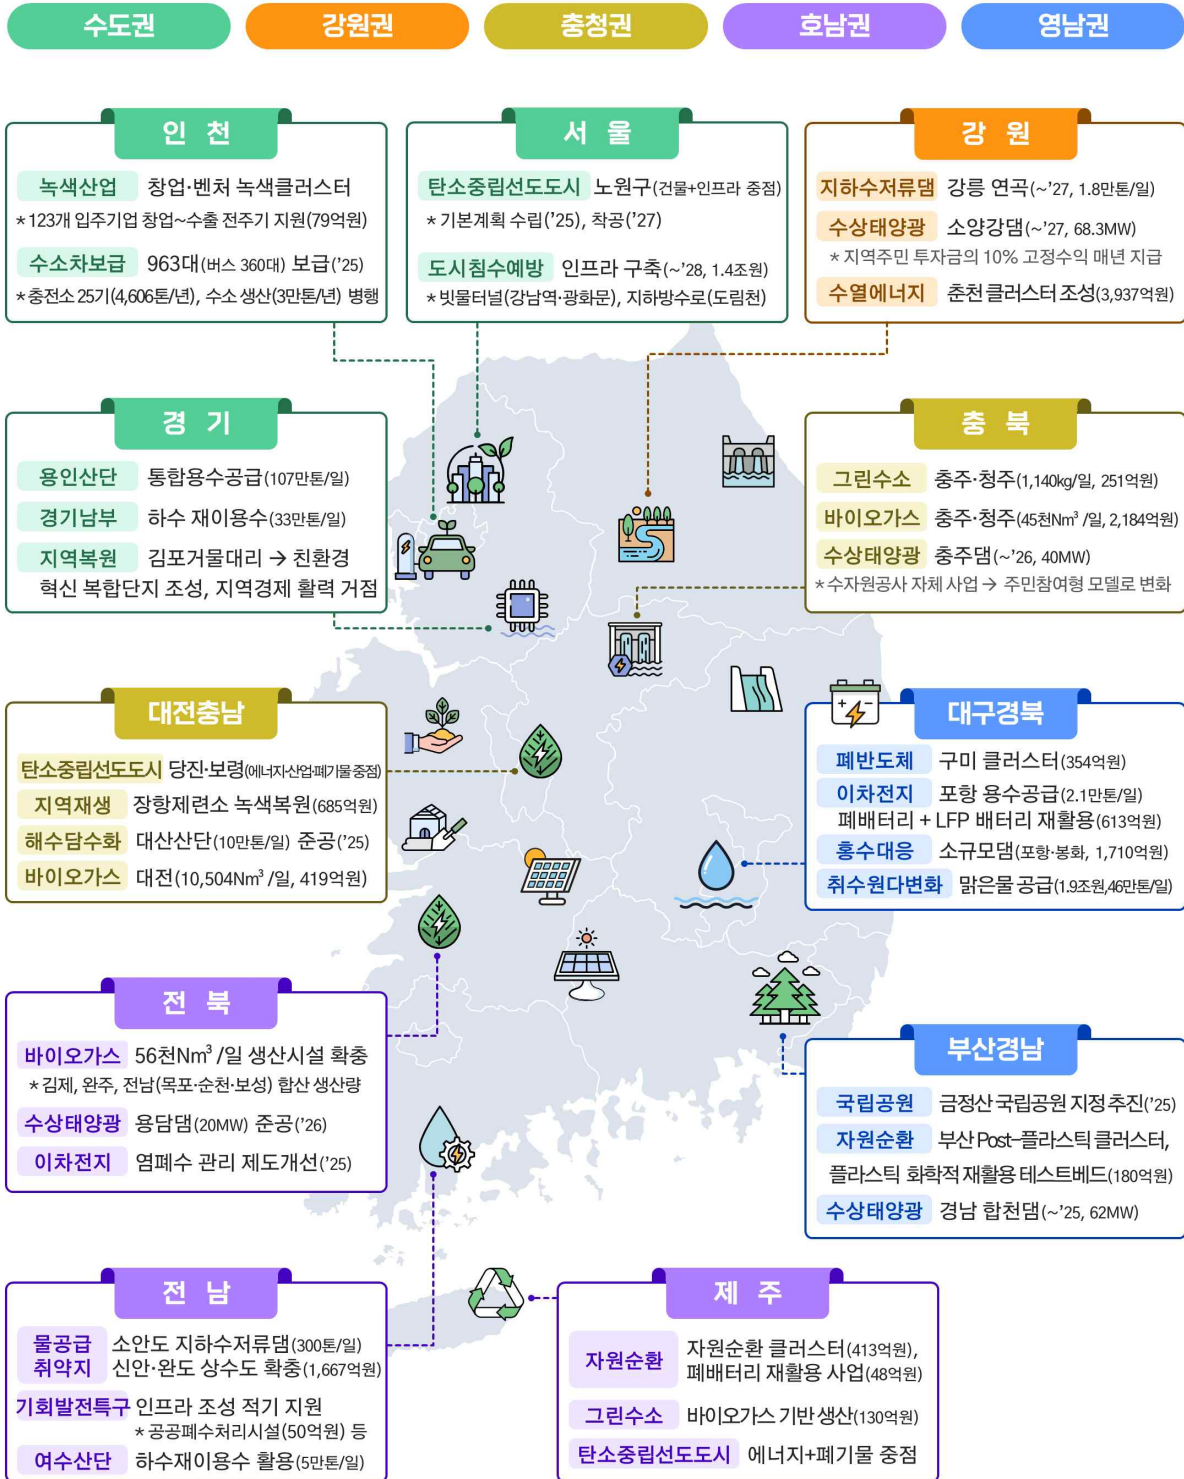 수도권
강원권
충청권
호남권
영남권
인 천
녹색산업 창업·벤처 녹색클러스터
* 123개 입주기업 창업~수출 전주기 지원(79억원)
수소차보급 963대(버스 360대) 보급('25)
* 충전소 25기(4,606톤/년), 수소 생산(3만톤/년) 병행
서 울
탄소중립선도도시 노원구(건물+인프라 중점)
* 기본계획 수립('25), 착공('27)
도시침수예방 인프라 구축(~'28, 1.4조원)
* 빗물터널(강남역·광화문), 지하방수로(도림천)
강 원
지하수저류댐 강릉 연곡(~'27, 1.8만톤/일)
수상태양광 소양강댐(~'27, 68.3MW)
* 지역주민 투자금의 10% 고정수익 매년 지급
수열에너지 춘천 클러스터 조성(3,937억원)
경 기
용인산단 통합용수공급(107만톤/일)
경기남부 하수 재이용수(33만톤/일)
지역복원 김포거물대리 → 친환경
혁신 복합단지 조성, 지역경제 활력 거점
충 북
그린수소 충주·청주(1,140kg/일, 251억원)
바이오가스 충주·청주(45천Nm³ /일, 2,184억원)
수상태양광 충주댐(~'26, 40MW)
* 수자원공사 자체 사업 → 주민참여형 모델로 변화
대전충남
탄소중립선도도시 당진·보령(에너지·산업·폐기물 중점)
지역재생 장항제련소 녹색복원(685억원)
해수담수화 대산산단(10만톤/일) 준공('25)
바이오가스 대전(10,504Nm³ /일, 419억원)
대구경북
폐반도체 구미 클러스터(354억원)
이차전지 포항 용수공급(2.1만톤/일)
폐배터리 + LFP 배터리 재활용(613억원)
홍수대응 소규모댐(포항·봉화, 1,710억원)
취수원다변화 맑은물 공급(1.9조원,46만톤/일)
전 북
바이오가스 56천Nm³ /일 생산시설 확충
* 김제, 완주, 전남(목포·순천·보성) 합산 생산량
수상태양광 용담댐(20MW) 준공('26)
이차전지 염폐수 관리 제도개선('25)
부산경남
국립공원 금정산 국립공원 지정 추진('25)
자원순환 부산 Post-플라스틱 클러스터,
플라스틱 화학적 재활용 테스트베드(180억원)
수상태양광 경남 합천댐(~'25, 62MW)
전 남
물공급 소안도 지하수저류댐(300톤/일)
취약지 신안·완도 상수도 확충(1,667억원)
기회발전특구 인프라 조성 적기 지원
* 공공폐수처리시설(50억원) 등
여수산단 하수재이용수 활용(5만톤/일)
제 주
자원순환 자원순환 클러스터(413억원),
폐배터리 재활용 사업(48억원)
그린수소 바이오가스 기반 생산(130억원)
탄소중립선도도시 에너지+폐기물 중점